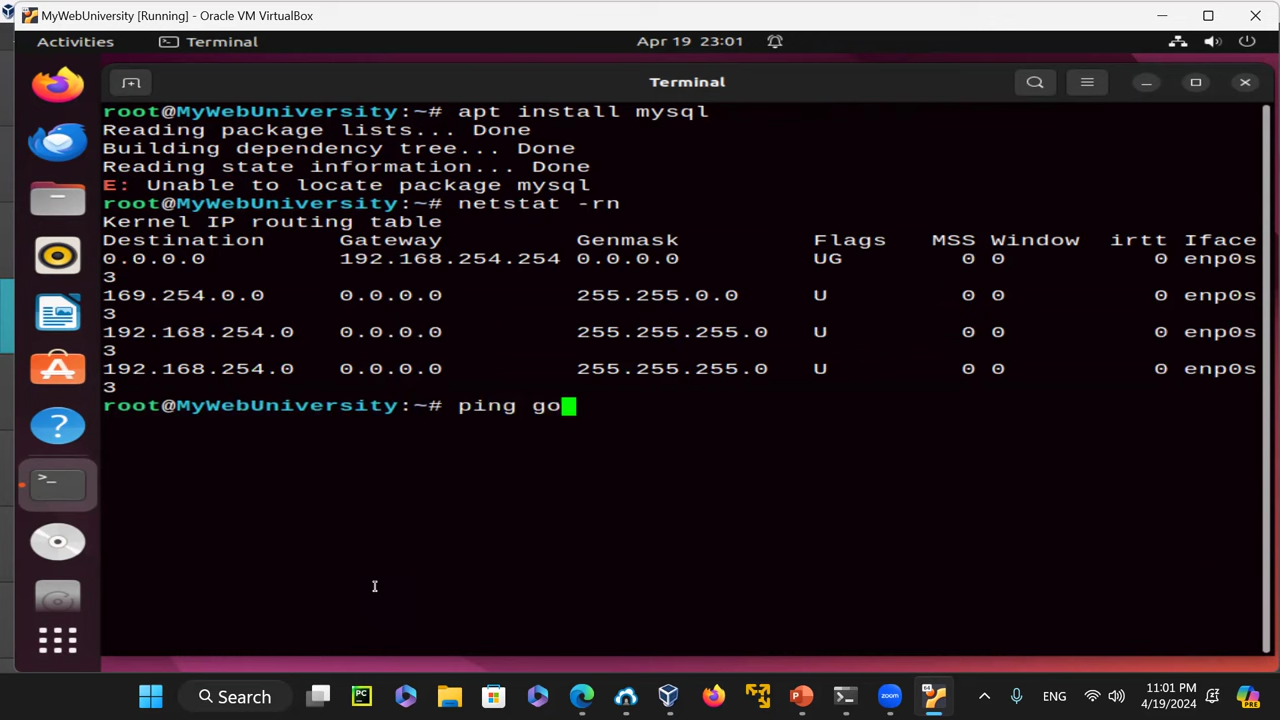 MyWebUniversity [Running] - Oracle VM VirtualBox
Activities Terminal Apr 19 23:01
Terminal
root@MyWebUniversity:~# apt install mysql
Reading package lists... Done
Building dependency tree... Done
Reading state information... Done
E: Unable to locate package mysql
root@MyWebUniversity:~# netstat -rn
Kernel IP routing table
Destination Gateway Genmask Flags MSS Window irtt Iface
0.0.0.0 192.168.254.254 0.0.0.0 UG 0 0 0 enp0s
3
169.254.0.0 0.0.0.0 255.255.0.0 U 0 0 0 enp0s
3
192.168.254.0 0.0.0.0 255.255.255.0 U 0 0 0 enp0s
3
192.168.254.0 0.0.0.0 255.255.255.0 U 0 0 0 enp0s
3
root@MyWebUniversity:~# ping go
Search
PC
ENG
11:01 PM
4/19/2024
PRE